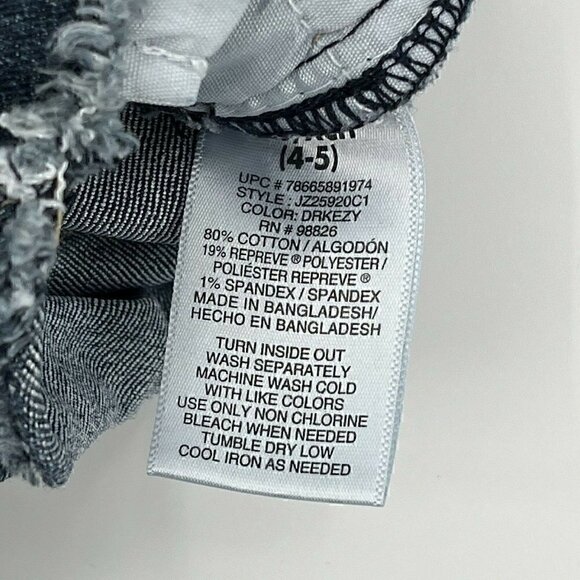 (4-5)
UPC # 78665891974
STYLE : JZ25920C1
COLOR: DRKEZY
RN # 98826
80% COTTON / ALGODÓN
19% REPREVE ® POLYESTER /
POLIÉSTER REPREVE ®
1% SPANDEX / SPANDEX
MADE IN BANGLADESH/
HECHO EN BANGLADESH
TURN INSIDE OUT
WASH SEPARATELY
MACHINE WASH COLD
WITH LIKE COLORS
USE ONLY NON CHLORINE
BLEACH WHEN NEEDED
TUMBLE DRY LOW
COOL IRON AS NEEDED